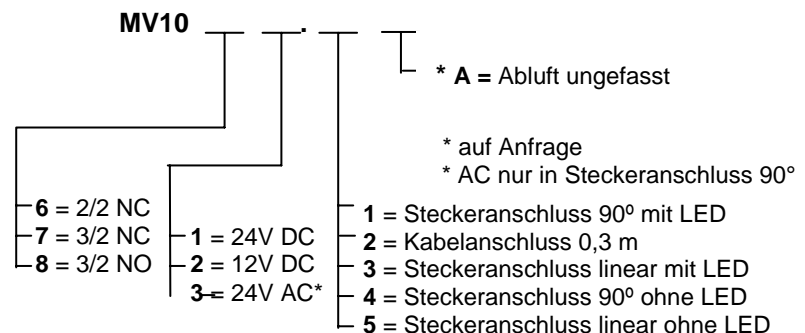 MV10 __ __.__ __
* A = Abluft ungefasst
* auf Anfrage
* AC nur in Steckeranschluss 90°
6 = 2/2 NC
7 = 3/2 NC
8 = 3/2 NO
1 = 24V DC
2 = 12V DC
3 = 24V AC*
1 = Steckeranschluss 90º mit LED
2 = Kabelanschluss 0,3 m
3 = Steckeranschluss linear mit LED
4 = Steckeranschluss 90º ohne LED
5 = Steckeranschluss linear ohne LED